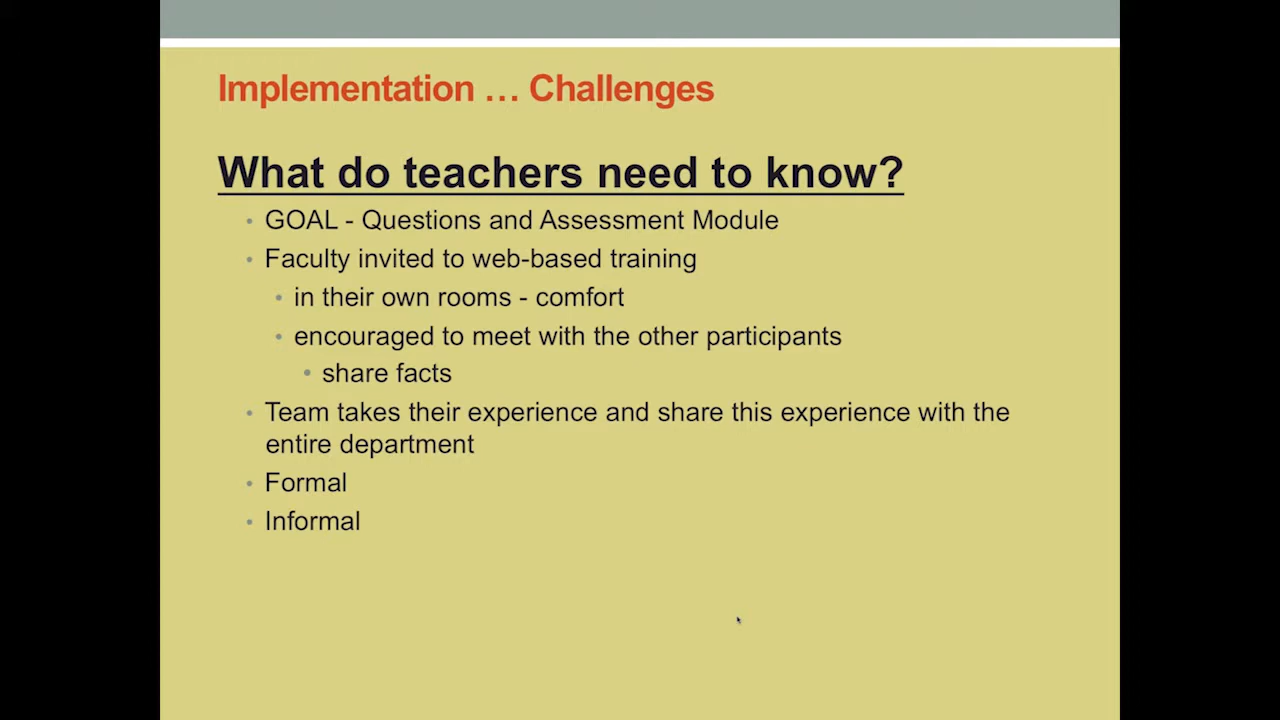 Implementation … Challenges
What do teachers need to know?
• GOAL - Questions and Assessment Module
• Faculty invited to web-based training
• in their own rooms - comfort
• encouraged to meet with the other participants
• share facts
• Team takes their experience and share this experience with the
entire department
• Formal
• Informal